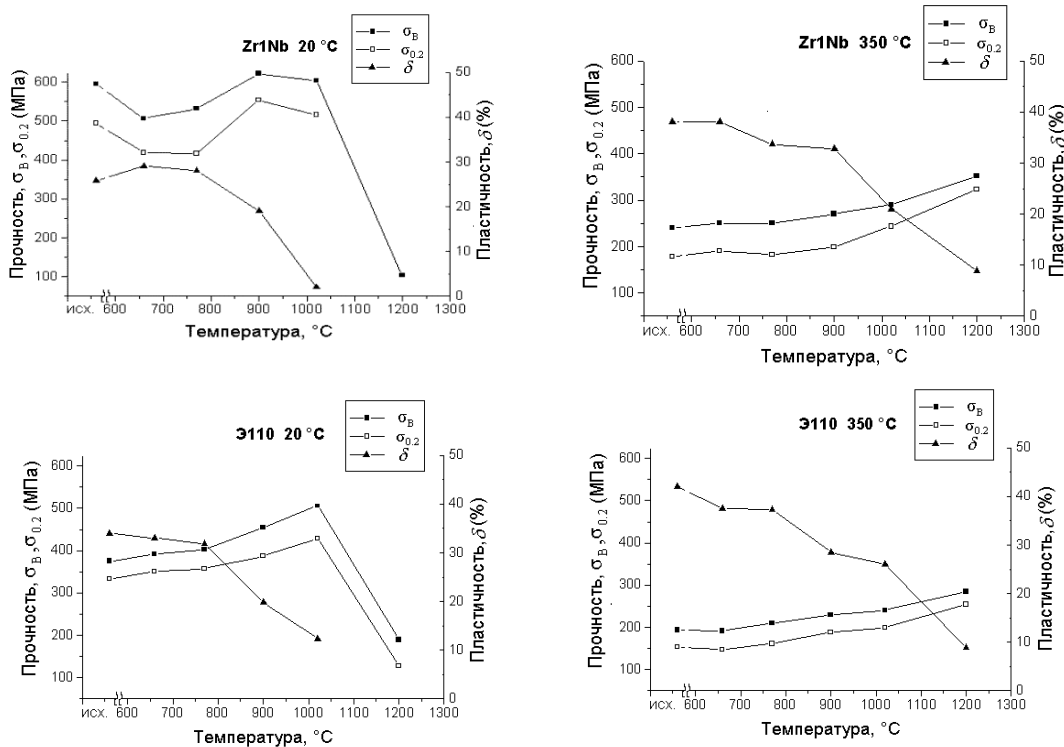 Zr1Nb 20 °C
σB
σ0.2
δ
Прочность, σB ,σ0.2 (МПа)
600
500
400
300
200
100
50
40
30
20
10
0
Пластичность, δ (%)
исх. 600 700 800 900 1000 1100 1200 1300
Температура, °C
Zr1Nb 350 °C
σB
σ0.2
δ
Прочность, σB ,σ0.2 (МПа)
600
500
400
300
200
100
50
40
30
20
10
0
Пластичность, δ (%)
исх. 600 700 800 900 1000 1100 1200 1300
Температура, °C
Э110 20 °C
σB
σ0.2
δ
Прочность, σB ,σ0.2 (МПа)
600
500
400
300
200
100
50
40
30
20
10
0
Пластичность, δ (%)
исх. 600 700 800 900 1000 1100 1200 1300
Температура, °C
Э110 350 °C
σB
σ0.2
δ
Прочность, σB ,σ0.2 (МПа)
600
500
400
300
200
100
50
40
30
20
10
0
Пластичность, δ (%)
исх. 600 700 800 900 1000 1100 1200 1300
Температура, °C